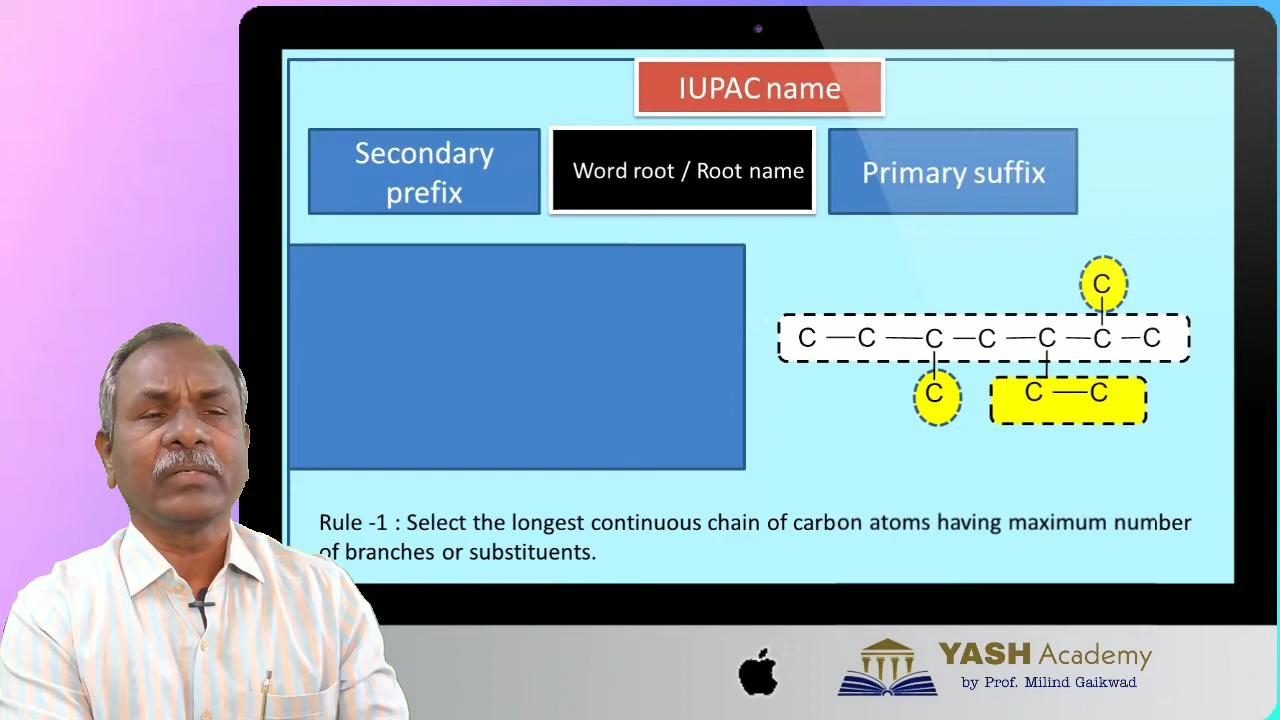 IUPAC name
Secondary
prefix
Word root / Root name
Primary suffix
C
C — C — C — C — C — C — C
C
C — C
Rule -1 : Select the longest continuous chain of carbon atoms having maximum number
of branches or substituents.
YASH Academy
by Prof. Milind Gaikwad